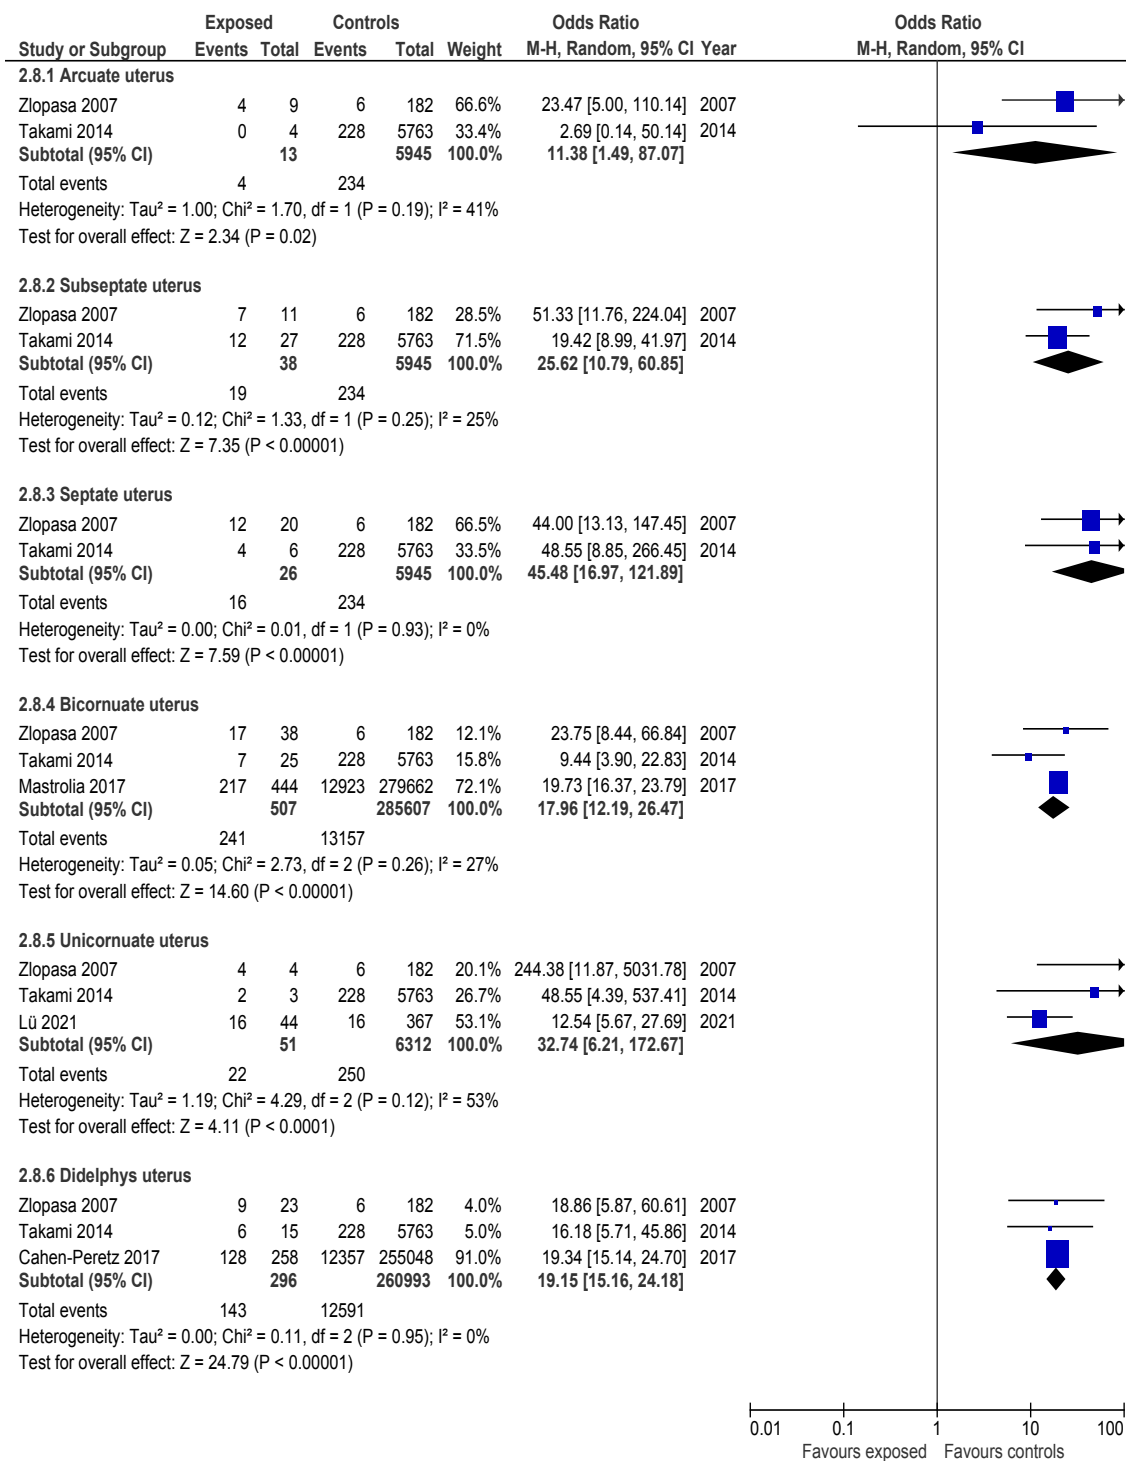 Exposed Controls Odds Ratio Odds Ratio
Study or Subgroup Events Total Events Total Weight M-H, Random, 95% CI Year M-H, Random, 95% CI
2.8.1 Arcuate uterus
Zlopasa 2007 4 9 6 182 66.6% 23.47 [5.00, 110.14] 2007
Takami 2014 0 4 228 5763 33.4% 2.69 [0.14, 50.14] 2014
Subtotal (95% CI) 13 5945 100.0% 11.38 [1.49, 87.07]
Total events 4 234
Heterogeneity: Tau² = 1.00; Chi² = 1.70, df = 1 (P = 0.19); I² = 41%
Test for overall effect: Z = 2.34 (P = 0.02)
2.8.2 Subseptate uterus
Zlopasa 2007 7 11 6 182 28.5% 51.33 [11.76, 224.04] 2007
Takami 2014 12 27 228 5763 71.5% 19.42 [8.99, 41.97] 2014
Subtotal (95% CI) 38 5945 100.0% 25.62 [10.79, 60.85]
Total events 19 234
Heterogeneity: Tau² = 0.12; Chi² = 1.33, df = 1 (P = 0.25); I² = 25%
Test for overall effect: Z = 7.35 (P < 0.00001)
2.8.3 Septate uterus
Zlopasa 2007 12 20 6 182 66.5% 44.00 [13.13, 147.45] 2007
Takami 2014 4 6 228 5763 33.5% 48.55 [8.85, 266.45] 2014
Subtotal (95% CI) 26 5945 100.0% 45.48 [16.97, 121.89]
Total events 16 234
Heterogeneity: Tau² = 0.00; Chi² = 0.01, df = 1 (P = 0.93); I² = 0%
Test for overall effect: Z = 7.59 (P < 0.00001)
2.8.4 Bicornuate uterus
Zlopasa 2007 17 38 6 182 12.1% 23.75 [8.44, 66.84] 2007
Takami 2014 7 25 228 5763 15.8% 9.44 [3.90, 22.83] 2014
Mastrolia 2017 217 444 12923 279662 72.1% 19.73 [16.37, 23.79] 2017
Subtotal (95% CI) 507 285607 100.0% 17.96 [12.19, 26.47]
Total events 241 13157
Heterogeneity: Tau² = 0.05; Chi² = 2.73, df = 2 (P = 0.26); I² = 27%
Test for overall effect: Z = 14.60 (P < 0.00001)
2.8.5 Unicornuate uterus
Zlopasa 2007 4 4 6 182 20.1% 244.38 [11.87, 5031.78] 2007
Takami 2014 2 3 228 5763 26.7% 48.55 [4.39, 537.41] 2014
Lü 2021 16 44 16 367 53.1% 12.54 [5.67, 27.69] 2021
Subtotal (95% CI) 51 6312 100.0% 32.74 [6.21, 172.67]
Total events 22 250
Heterogeneity: Tau² = 1.19; Chi² = 4.29, df = 2 (P = 0.12); I² = 53%
Test for overall effect: Z = 4.11 (P < 0.0001)
2.8.6 Didelphys uterus
Zlopasa 2007 9 23 6 182 4.0% 18.86 [5.87, 60.61] 2007
Takami 2014 6 15 228 5763 5.0% 16.18 [5.71, 45.86] 2014
Cahen-Peretz 2017 128 258 12357 255048 91.0% 19.34 [15.14, 24.70] 2017
Subtotal (95% CI) 296 260993 100.0% 19.15 [15.16, 24.18]
Total events 143 12591
Heterogeneity: Tau² = 0.00; Chi² = 0.11, df = 2 (P = 0.95); I² = 0%
Test for overall effect: Z = 24.79 (P < 0.00001)
0.01 0.1 1 10 100
Favours exposed Favours controls